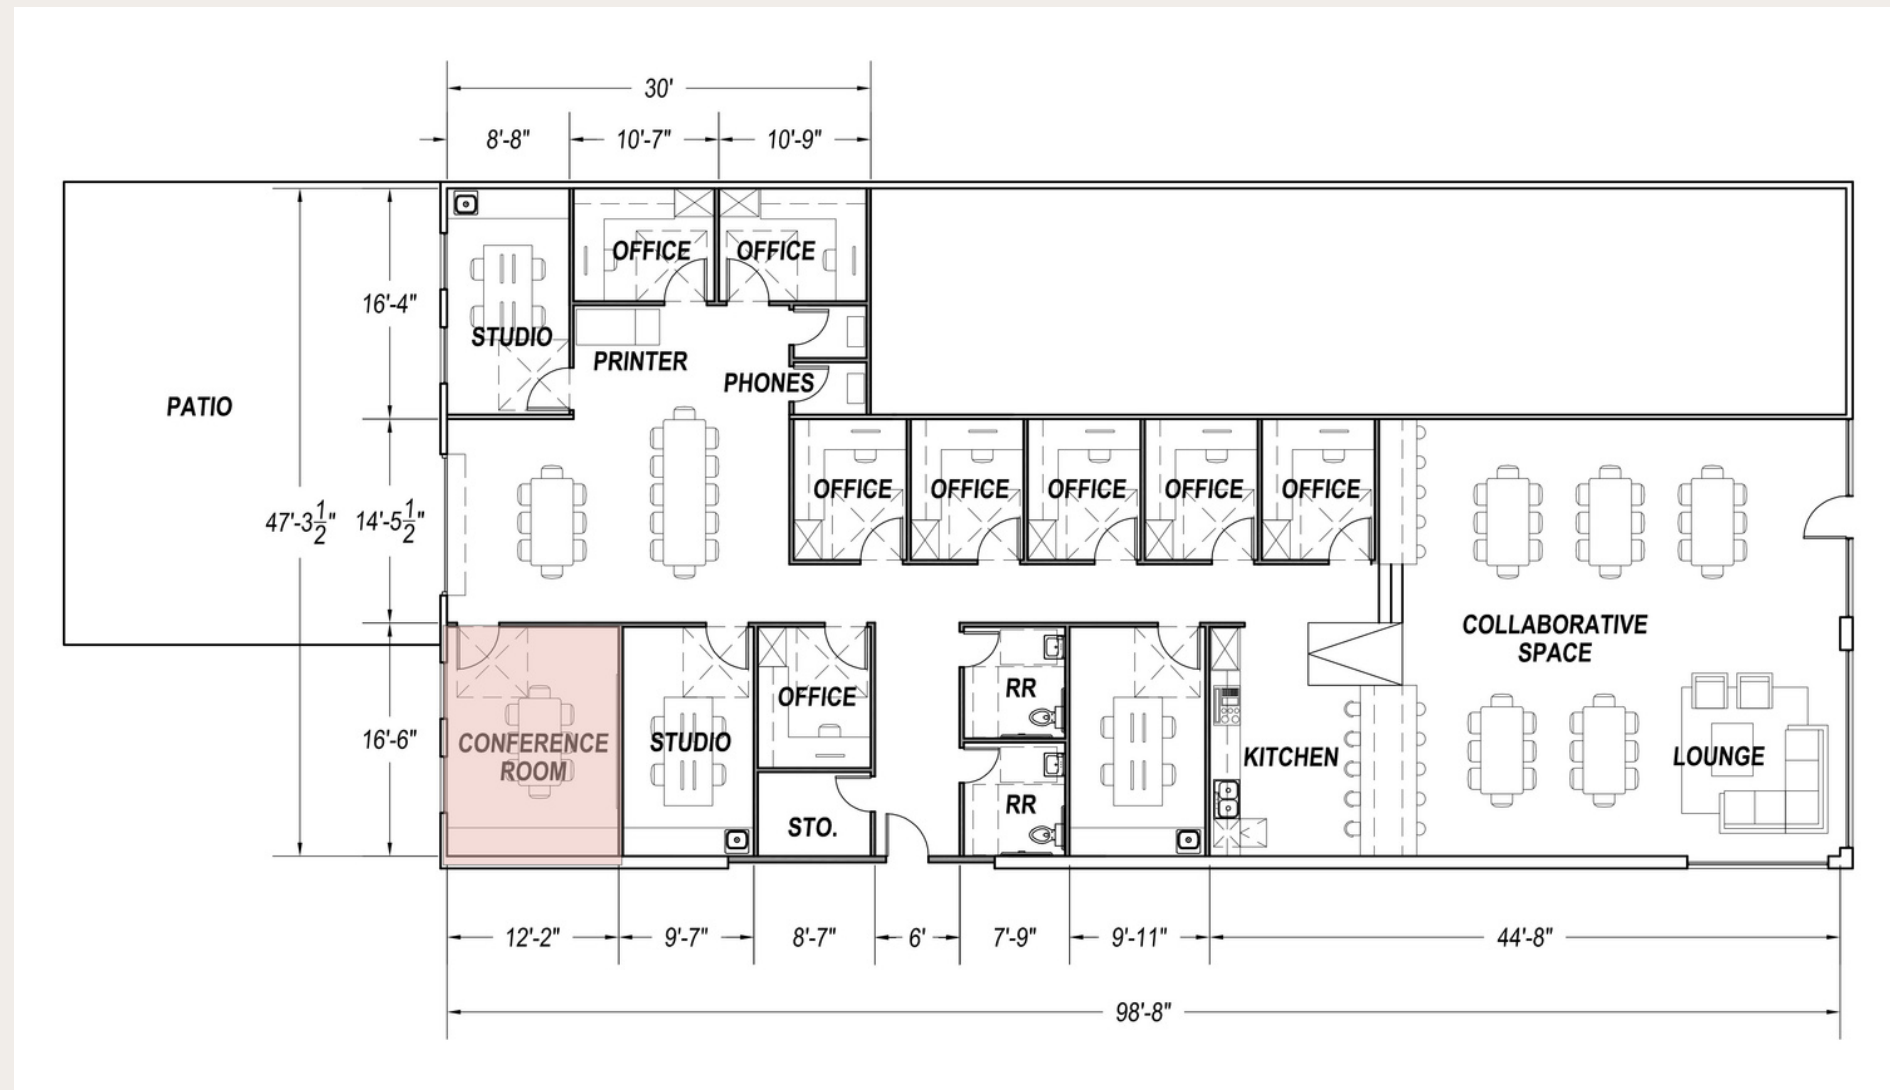 30'
8'-8"
10'-7"
10'-9"
OFFICE
OFFICE
16'-4"
STUDIO
PRINTER
PHONES
PATIO
47'-3 1/2"
14'-5 1/2"
OFFICE
OFFICE
OFFICE
OFFICE
OFFICE
COLLABORATIVE
SPACE
RR
OFFICE
16'-6"
CONFERENCE
ROOM
STUDIO
KITCHEN
LOUNGE
RR
STO.
12'-2"
9'-7"
8'-7"
6'
7'-9"
9'-11"
44'-8"
98'-8"